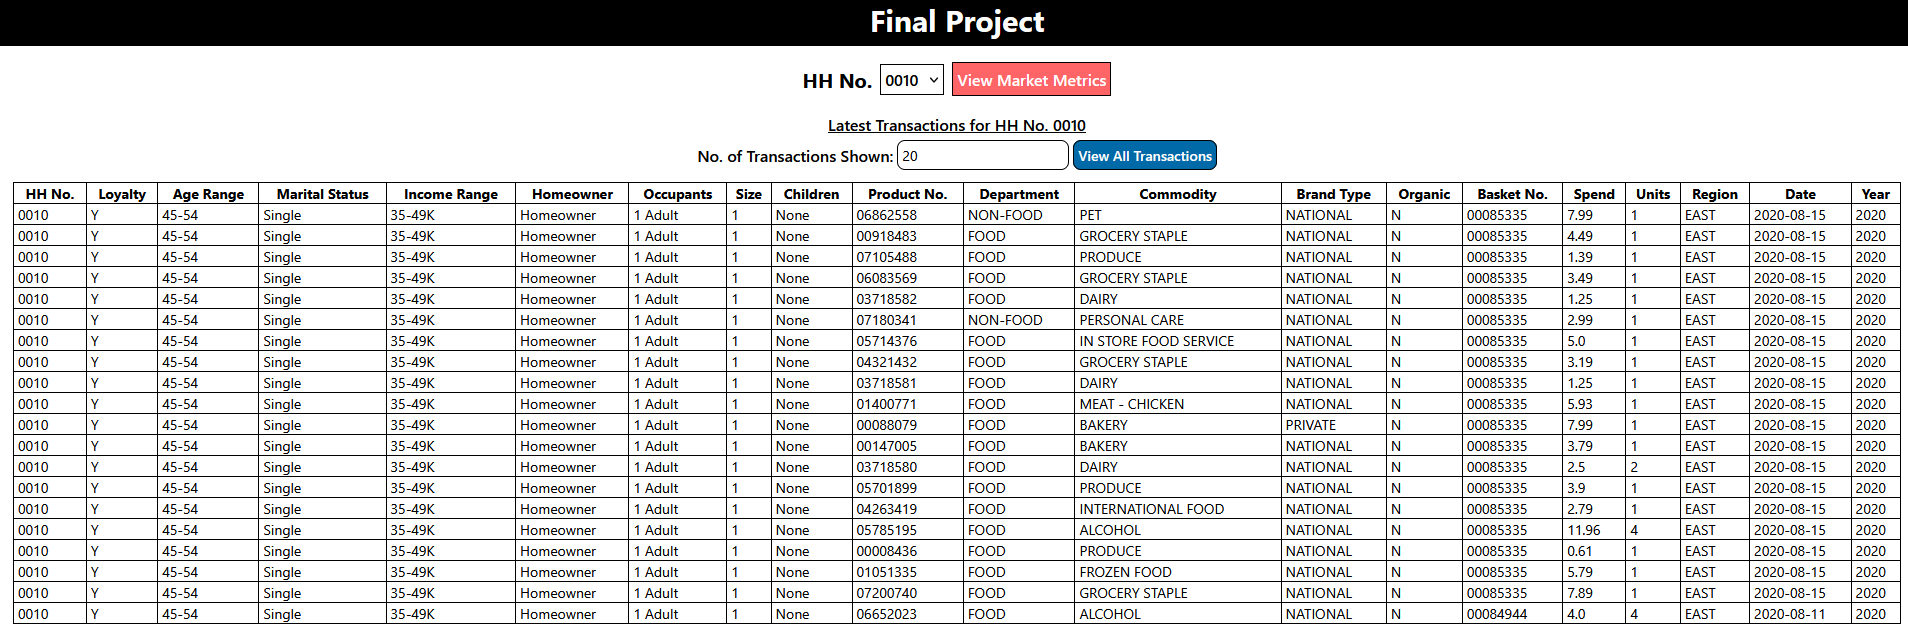 Final Project
HH No. 0010 View Market Metrics
Latest Transactions for HH No. 0010
No. of Transactions Shown: 20 View All Transactions
HH No. Loyalty Age Range Marital Status Income Range Homeowner Occupants Size Children Product No. Department Commodity Brand Type Organic Basket No. Spend Units Region Date Year
0010 Y 45-54 Single 35-49K Homeowner 1 Adult 1 None 06862558 NON-FOOD PET NATIONAL N 00085335 7.99 1 EAST 2020-08-15 2020
0010 Y 45-54 Single 35-49K Homeowner 1 Adult 1 None 00918483 FOOD GROCERY STAPLE NATIONAL N 00085335 4.49 1 EAST 2020-08-15 2020
0010 Y 45-54 Single 35-49K Homeowner 1 Adult 1 None 07105488 FOOD PRODUCE NATIONAL N 00085335 1.39 1 EAST 2020-08-15 2020
0010 Y 45-54 Single 35-49K Homeowner 1 Adult 1 None 06083569 FOOD GROCERY STAPLE NATIONAL N 00085335 3.49 1 EAST 2020-08-15 2020
0010 Y 45-54 Single 35-49K Homeowner 1 Adult 1 None 03718582 FOOD DAIRY NATIONAL N 00085335 1.25 1 EAST 2020-08-15 2020
0010 Y 45-54 Single 35-49K Homeowner 1 Adult 1 None 07180341 NON-FOOD PERSONAL CARE NATIONAL N 00085335 2.99 1 EAST 2020-08-15 2020
0010 Y 45-54 Single 35-49K Homeowner 1 Adult 1 None 05714376 FOOD IN STORE FOOD SERVICE NATIONAL N 00085335 5.0 1 EAST 2020-08-15 2020
0010 Y 45-54 Single 35-49K Homeowner 1 Adult 1 None 04321432 FOOD GROCERY STAPLE NATIONAL N 00085335 3.19 1 EAST 2020-08-15 2020
0010 Y 45-54 Single 35-49K Homeowner 1 Adult 1 None 03718581 FOOD DAIRY NATIONAL N 00085335 1.25 1 EAST 2020-08-15 2020
0010 Y 45-54 Single 35-49K Homeowner 1 Adult 1 None 01400771 FOOD MEAT - CHICKEN NATIONAL N 00085335 5.93 1 EAST 2020-08-15 2020
0010 Y 45-54 Single 35-49K Homeowner 1 Adult 1 None 00088079 FOOD BAKERY PRIVATE N 00085335 7.99 1 EAST 2020-08-15 2020
0010 Y 45-54 Single 35-49K Homeowner 1 Adult 1 None 00147005 FOOD BAKERY NATIONAL N 00085335 3.79 1 EAST 2020-08-15 2020
0010 Y 45-54 Single 35-49K Homeowner 1 Adult 1 None 03718580 FOOD DAIRY NATIONAL N 00085335 2.5 2 EAST 2020-08-15 2020
0010 Y 45-54 Single 35-49K Homeowner 1 Adult 1 None 05701899 FOOD PRODUCE NATIONAL N 00085335 3.9 1 EAST 2020-08-15 2020
0010 Y 45-54 Single 35-49K Homeowner 1 Adult 1 None 04263419 FOOD INTERNATIONAL FOOD NATIONAL N 00085335 2.79 1 EAST 2020-08-15 2020
0010 Y 45-54 Single 35-49K Homeowner 1 Adult 1 None 05785195 FOOD ALCOHOL NATIONAL N 00085335 11.96 4 EAST 2020-08-15 2020
0010 Y 45-54 Single 35-49K Homeowner 1 Adult 1 None 00008436 FOOD PRODUCE NATIONAL N 00085335 0.61 1 EAST 2020-08-15 2020
0010 Y 45-54 Single 35-49K Homeowner 1 Adult 1 None 01051335 FOOD FROZEN FOOD NATIONAL N 00085335 5.79 1 EAST 2020-08-15 2020
0010 Y 45-54 Single 35-49K Homeowner 1 Adult 1 None 07200740 FOOD GROCERY STAPLE NATIONAL N 00085335 7.89 1 EAST 2020-08-15 2020
0010 Y 45-54 Single 35-49K Homeowner 1 Adult 1 None 06652023 FOOD ALCOHOL NATIONAL N 00084944 4.0 4 EAST 2020-08-11 2020